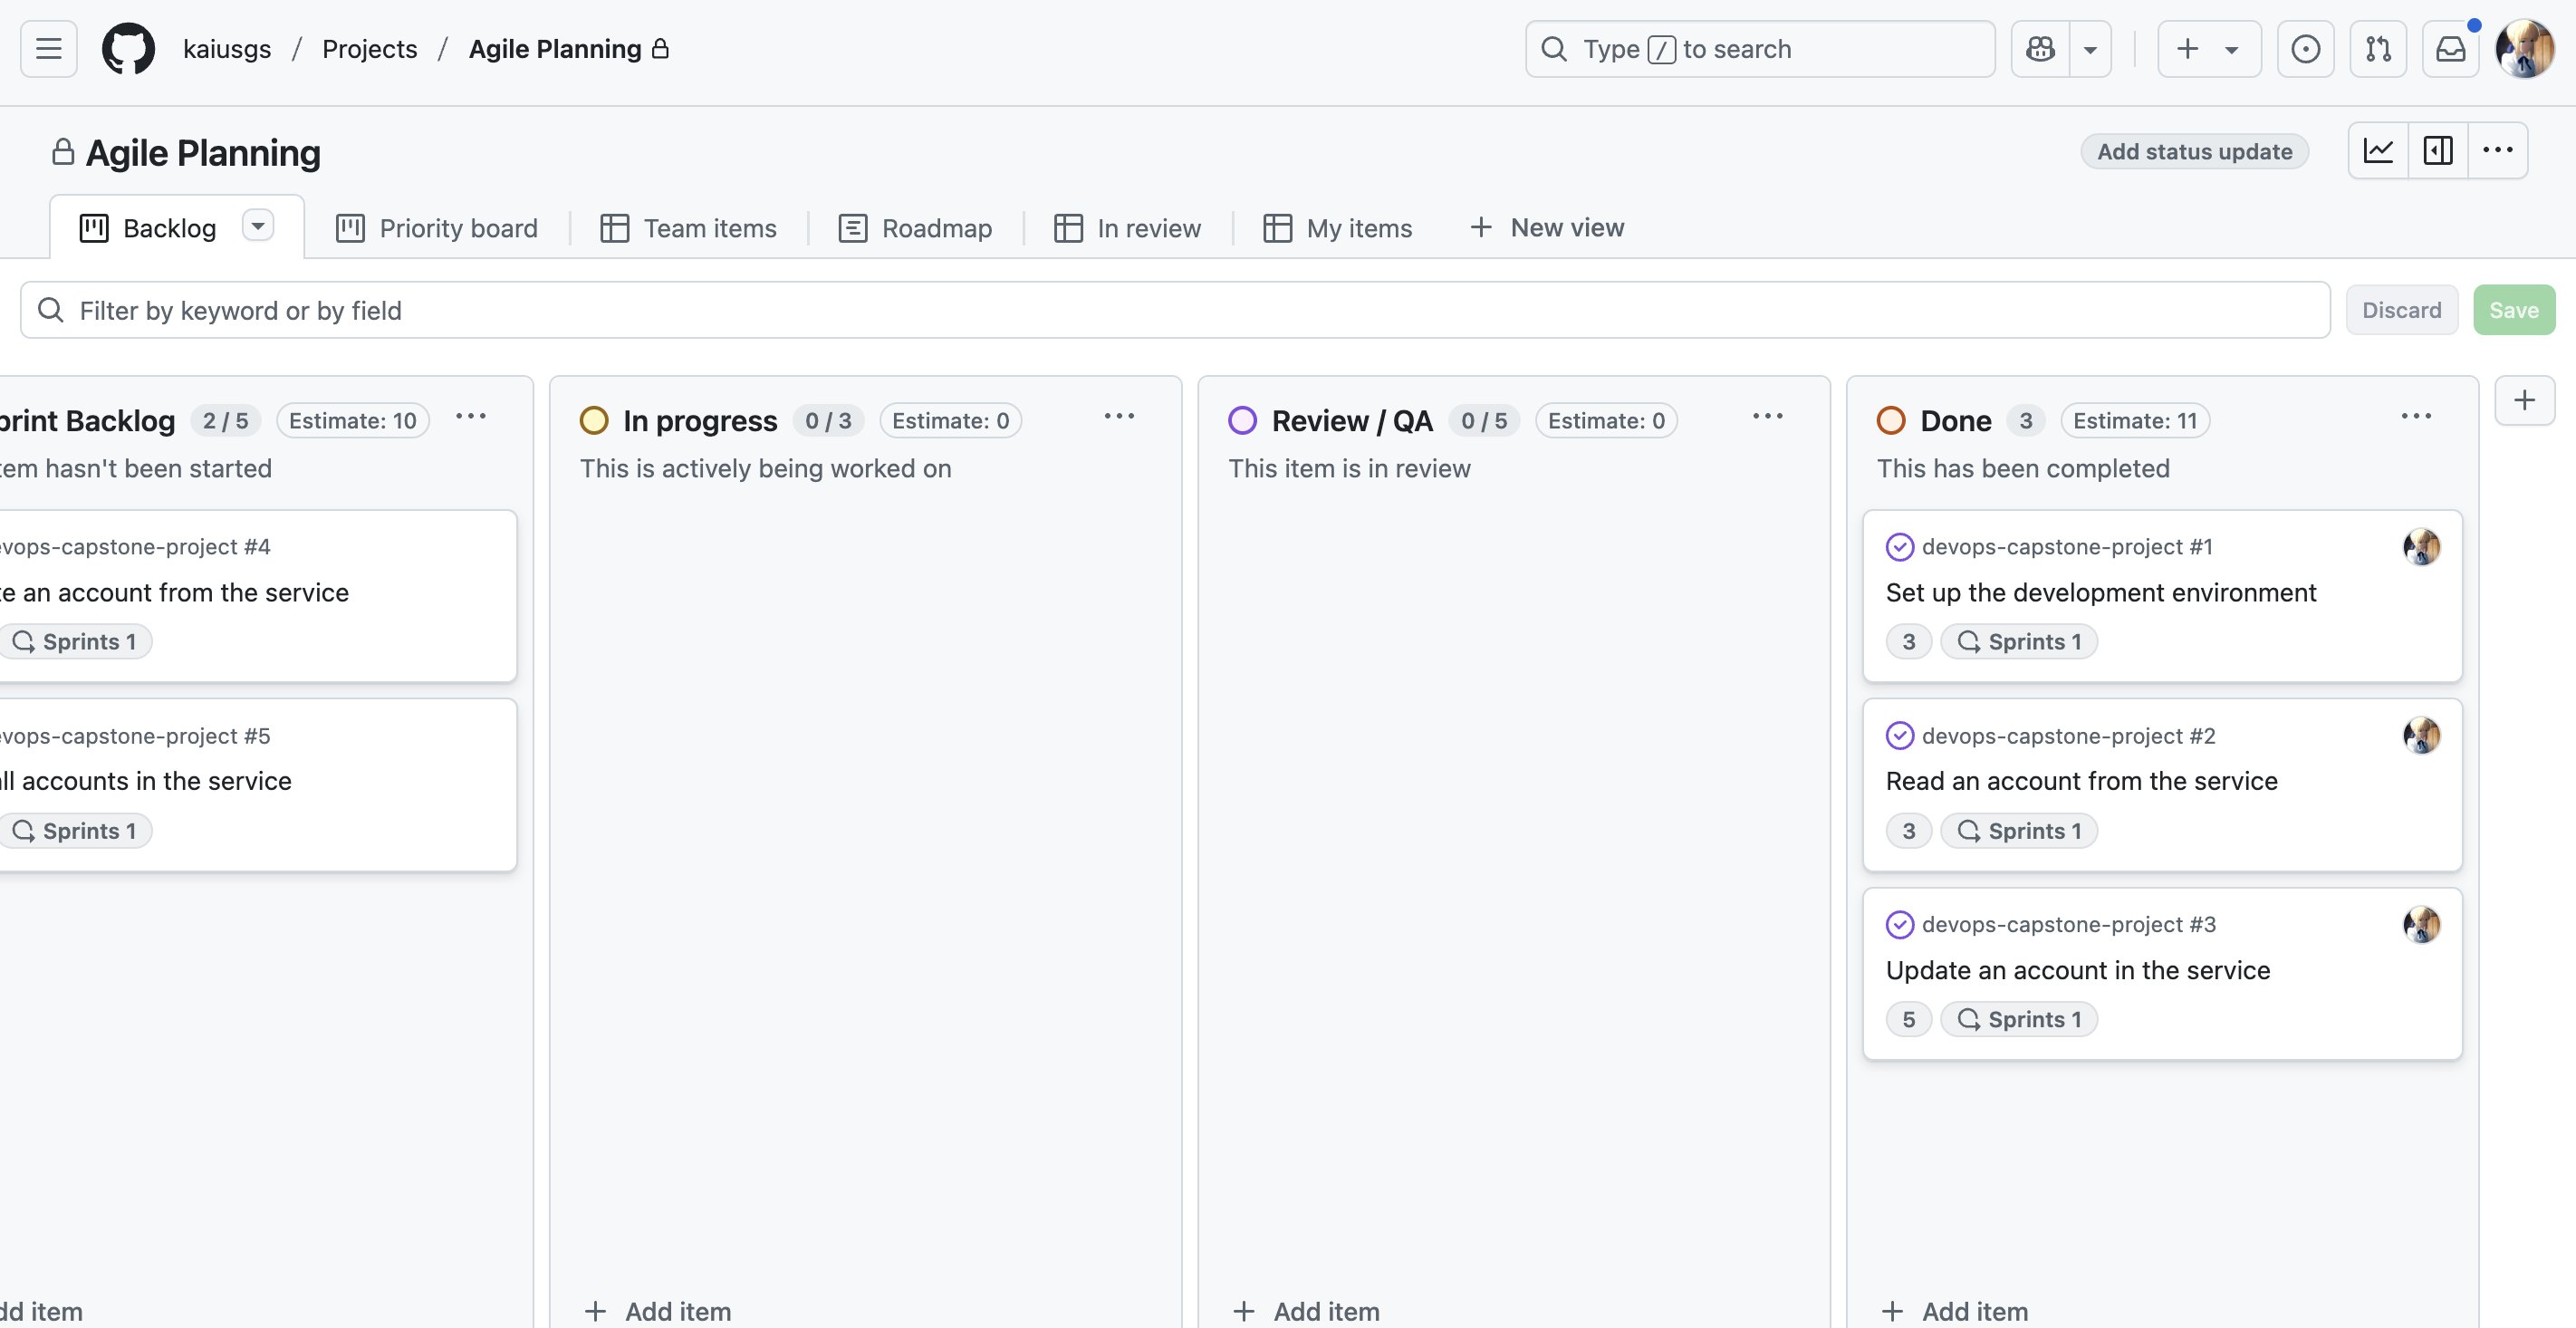 kaiusgs / Projects / Agile Planning
Type / to search
Agile Planning
Add status update
Backlog
Priority board
Team items
Roadmap
In review
My items
New view
Filter by keyword or by field
Discard
Save
print Backlog 2 / 5 Estimate: 10
tem hasn't been started
evops-capstone-project #4
te an account from the service
Sprints 1
evops-capstone-project #5
ll accounts in the service
Sprints 1
dd item
In progress 0 / 3 Estimate: 0
This is actively being worked on
Add item
Review / QA 0 / 5 Estimate: 0
This item is in review
Add item
Done 3 Estimate: 11
This has been completed
devops-capstone-project #1
Set up the development environment
3 Sprints 1
devops-capstone-project #2
Read an account from the service
3 Sprints 1
devops-capstone-project #3
Update an account in the service
5 Sprints 1
Add item